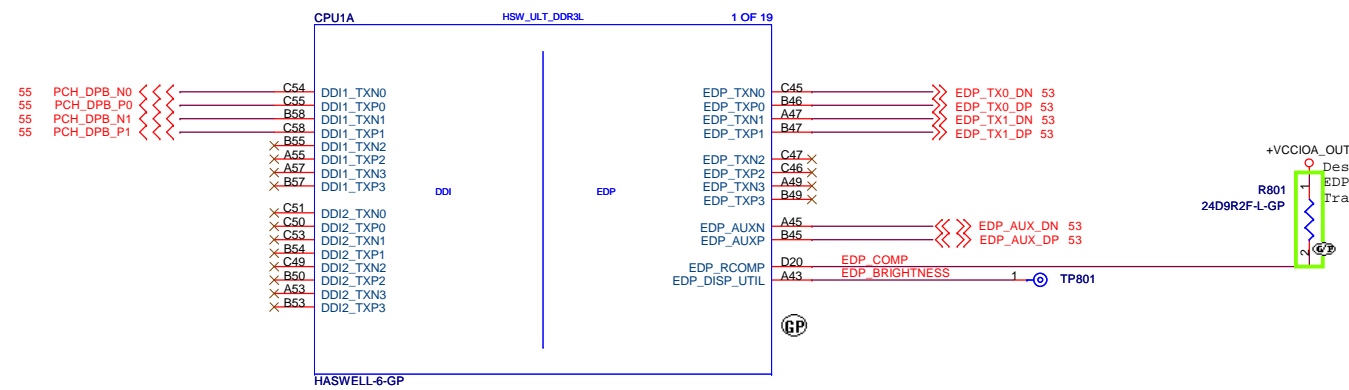 CPU1A HSW_ULT_DDR3L 1 OF 19
55 PCH_DPB_N0 C54 DDI1_TXN0
55 PCH_DPB_P0 C55 DDI1_TXP0
55 PCH_DPB_N1 B58 DDI1_TXN1
55 PCH_DPB_P1 C58 DDI1_TXP1
B55 DDI1_TXN2
A55 DDI1_TXP2
A57 DDI1_TXN3
B57 DDI1_TXP3
C51 DDI2_TXN0
C50 DDI2_TXP0
C53 DDI2_TXN1
B54 DDI2_TXP1
C49 DDI2_TXN2
B50 DDI2_TXP2
A53 DDI2_TXN3
B53 DDI2_TXP3
DDI
EDP
EDP_TXN0 C45 EDP_TX0_DN 53
EDP_TXP0 B46 EDP_TX0_DP 53
EDP_TXN1 A47 EDP_TX1_DN 53
EDP_TXP1 B47 EDP_TX1_DP 53
EDP_TXN2 C47
EDP_TXP2 C46
EDP_TXN3 A49
EDP_TXP3 B49
EDP_AUXN A45 EDP_AUX_DN 53
EDP_AUXP B45 EDP_AUX_DP 53
EDP_RCOMP D20 EDP_COMP
EDP_DISP_UTIL A43 EDP_BRIGHTNESS 1 TP801
+VCCIOA_OUT
Des
EDP
Tra
R801
24D9R2F-L-GP
1
2
GP
GP
HASWELL-6-GP